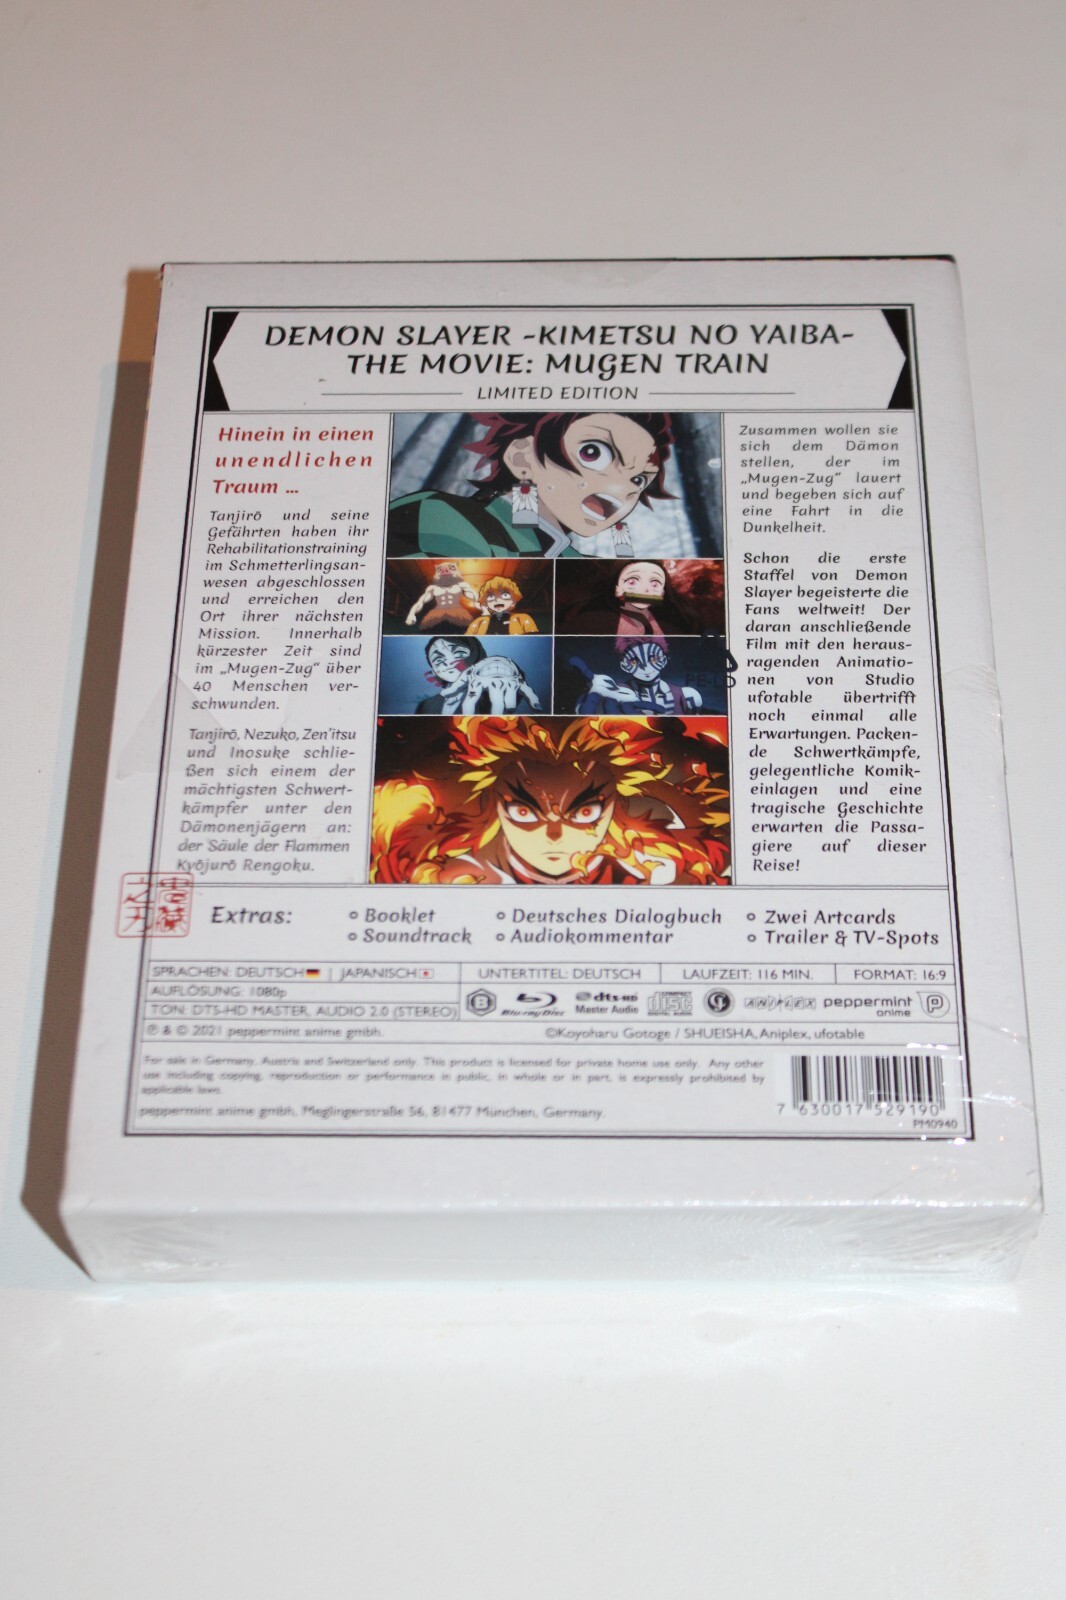 DEMON SLAYER -KIMETSU NO YAIBA-
THE MOVIE: MUGEN TRAIN
LIMITED EDITION
Hinein in einen
unendlichen
Traum ...
Tanjirō und seine
Gefährten haben ihr
Rehabilitationstraining
im Schmetterlingsan-
wesen abgeschlossen
und erreichen den
Ort ihrer nächsten
Mission. Innerhalb
kürzester Zeit sind
im „Mugen-Zug“ über
40 Menschen ver-
schwunden.
Tanjirō, Nezuko, Zen'itsu
und Inosuke schlie-
ßen sich einem der
mächtigsten Schwert-
kämpfer unter den
Dämonenjägern an:
der Säule der Flammen
Kyōjurō Rengoku.
Zusammen wollen sie
sich dem Dämon
stellen, der im
„Mugen-Zug“ lauert
und begeben sich auf
eine Fahrt in die
Dunkelheit.
Schon die erste
Staffel von Demon
Slayer begeisterte die
Fans weltweit! Der
daran anschließende
Film mit den heraus-
ragenden Animatio-
nen von Studio
ufotable übertrifft
noch einmal alle
Erwartungen. Packen-
de Schwertkämpfe,
gelegentliche Komik-
einlagen und eine
tragische Geschichte
erwarten die Passa-
giere auf dieser
Reise!
Extras:
Booklet
Soundtrack
Deutsches Dialogbuch
Audiokommentar
Zwei Artcards
Trailer & TV-Spots
SPRACHEN: DEUTSCH | JAPANISCH
UNTERTITEL: DEUTSCH
LAUFZEIT: 116 MIN.
FORMAT: 16:9
AUFLÖSUNG: 1080p
TON: DTS-HD MASTER AUDIO 2.0 (STEREO)
B
Blu-ray Disc
dts-HD
Master Audio
COMPACT
disc
DIGITAL AUDIO
ANIPLEX
peppermint
anime
℗ & © 2021 peppermint anime gmbh.
©Koyoharu Gotoge / SHUEISHA, Aniplex, ufotable
For sale in Germany, Austria and Switzerland only. This product is licensed for private home use only. Any other
use including copying, reproduction or performance in public, in whole or in part, is expressly prohibited by
applicable laws.
peppermint anime gmbh, Meglingerstraße 56, 81477 München, Germany.
7 630017 529190
PM0940